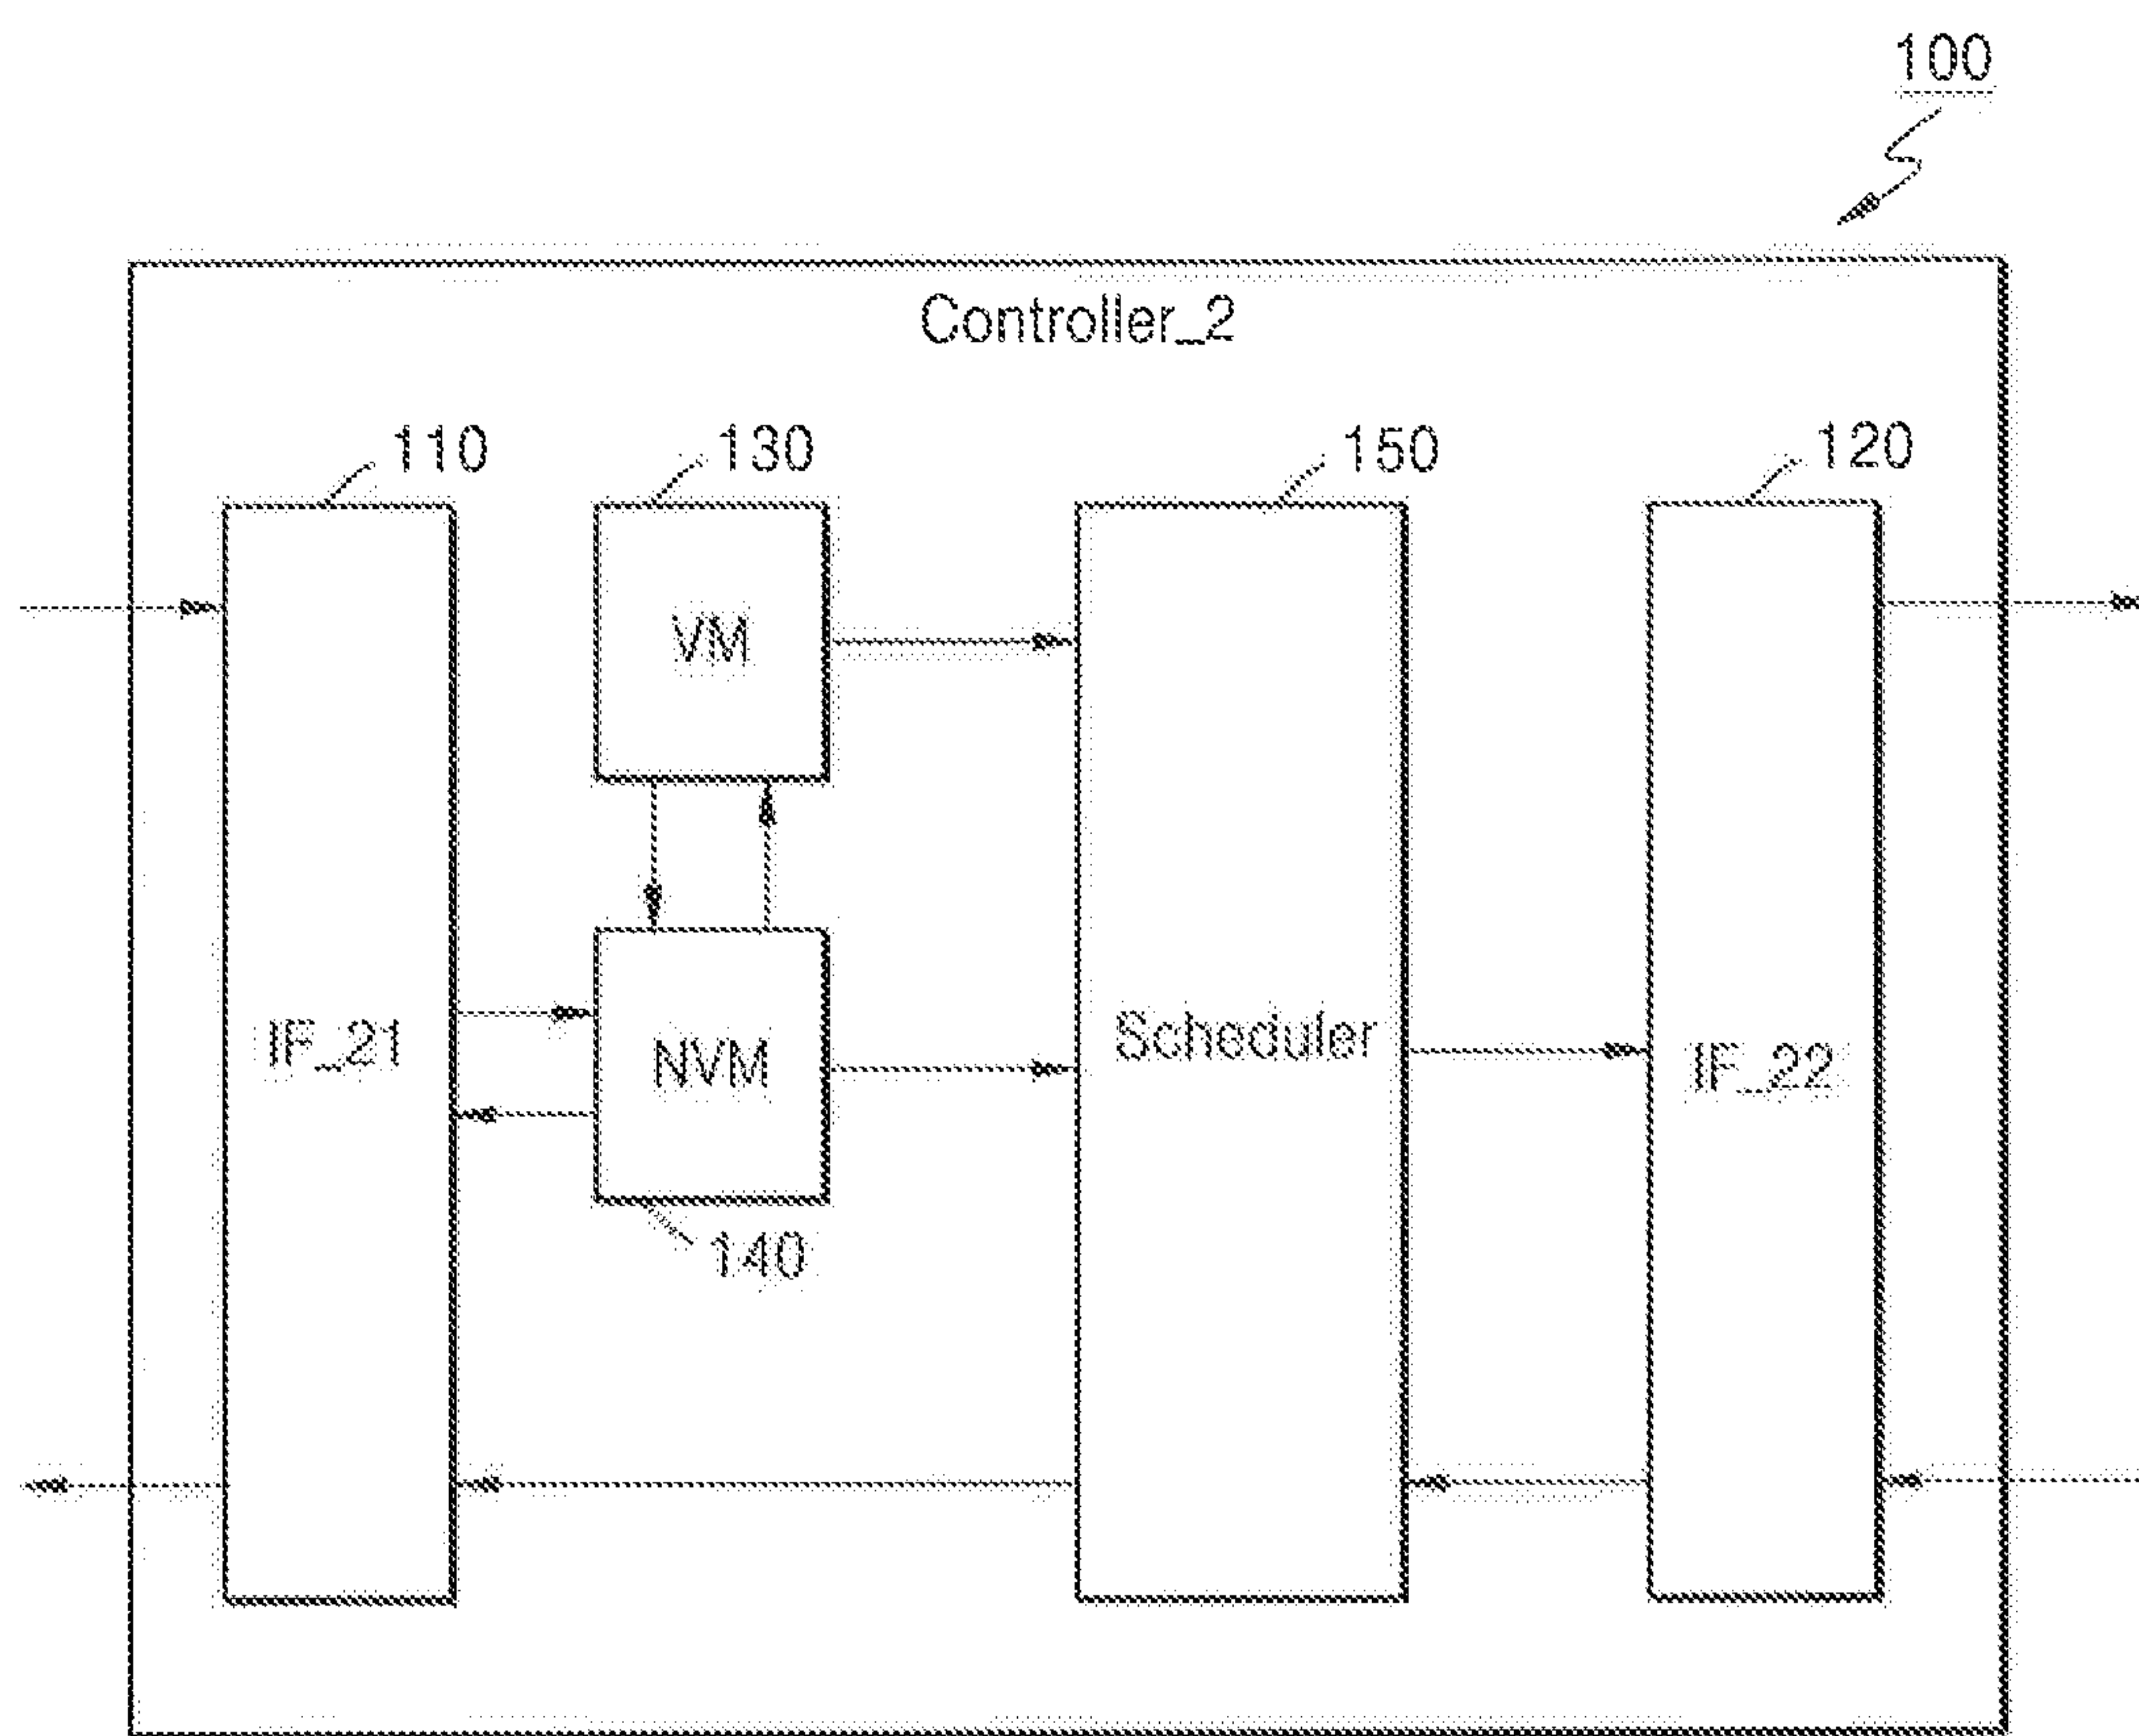 100
Controller_2
110
130
150
120
VM
IF_21
NVM
Scheduler
IF_22
140